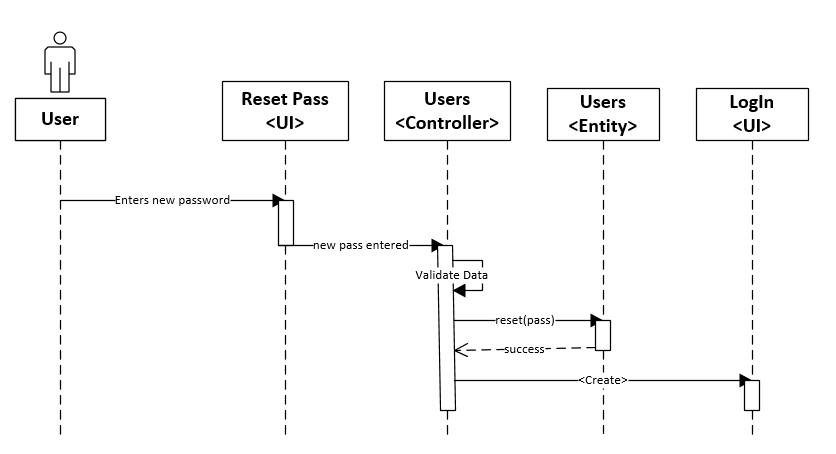 User
Reset Pass
<UI>
Users
<Controller>
Users
<Entity>
LogIn
<UI>
Enters new password
new pass entered
Validate Data
reset(pass)
success
<Create>